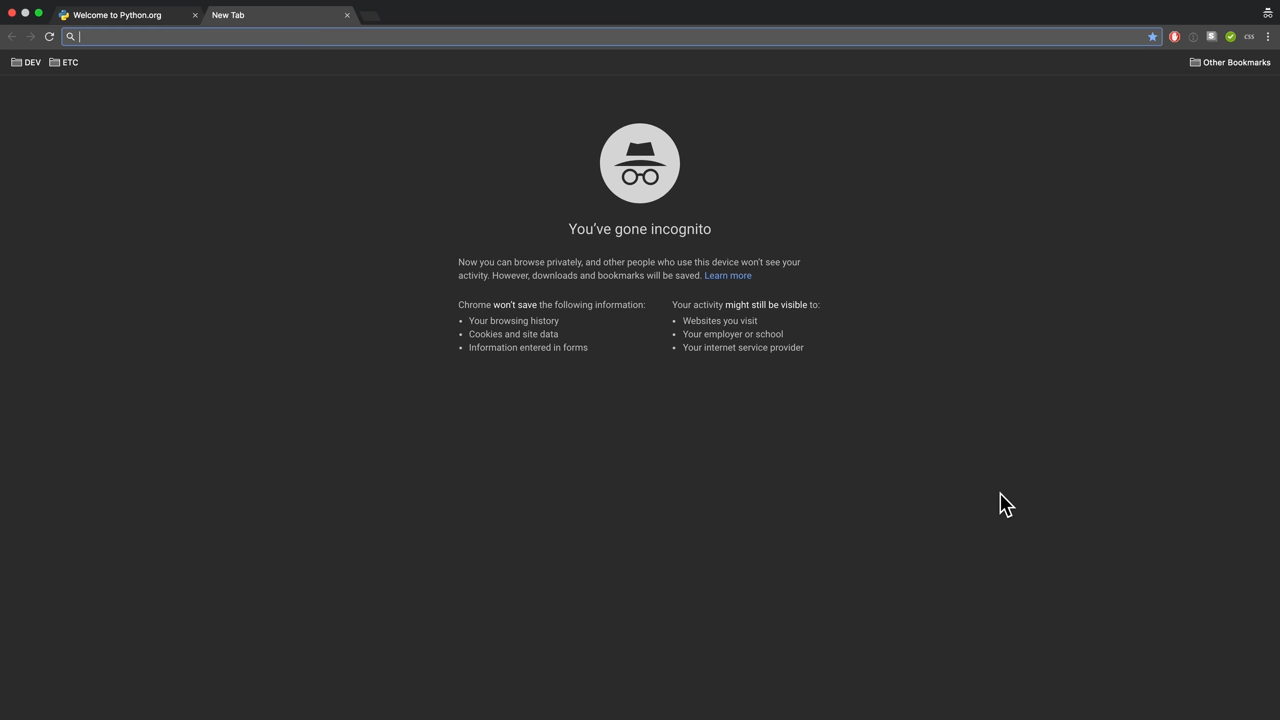 Welcome to Python.org
New Tab
css
DEV
ETC
Other Bookmarks
You've gone incognito
Now you can browse privately, and other people who use this device won't see your
activity. However, downloads and bookmarks will be saved. Learn more
Chrome won't save the following information:
• Your browsing history
• Cookies and site data
• Information entered in forms
Your activity might still be visible to:
• Websites you visit
• Your employer or school
• Your internet service provider